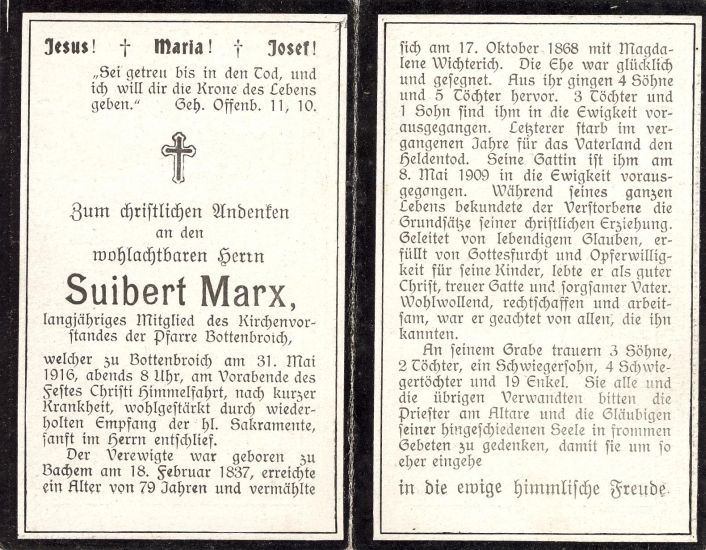 Jesus! † Maria! † Josef!
„Sei getreu bis in den Tod, und
ich will dir die Krone des Lebens
geben.“ Geh. Offenb. 11, 10.
Zum christlichen Andenken
an den
wohlachtbaren Herrn
Suibert Marx,
langjähriges Mitglied des Kirchenvor-
standes der Pfarre Bottenbroich,
welcher zu Bottenbroich am 31. Mai
1916, abends 8 Uhr, am Vorabende des
Festes Christi Himmelfahrt, nach kurzer
Krankheit, wohlgestärkt durch wieder-
holten Empfang der hl. Sakramente,
sanft im Herrn entschlief.
Der Verewigte war geboren zu
Bachem am 18. Februar 1837, erreichte
ein Alter von 79 Jahren und vermählte
sich am 17. Oktober 1868 mit Magda-
lene Wichterich. Die Ehe war glücklich
und gesegnet. Aus ihr gingen 4 Söhne
und 5 Töchter hervor. 3 Töchter und
1 Sohn sind ihm in die Ewigkeit vor-
ausgegangen. Letzterer starb im ver-
gangenen Jahre für das Vaterland den
Heldentod. Seine Gattin ist ihm am
8. Mai 1909 in die Ewigkeit voraus-
gegangen. Während seines ganzen
Lebens bekundete der Verstorbene die
Grundsätze seiner christlichen Erziehung.
Geleitet von lebendigem Glauben, er-
füllt von Gottesfurcht und Opferwillig-
keit für seine Kinder, lebte er als guter
Christ, treuer Gatte und sorgsamer Vater.
Wohlwollend, rechtschaffen und arbeit-
sam, war er geachtet von allen, die ihn
kannten.
An seinem Grabe trauern 3 Söhne,
2 Töchter, ein Schwiegersohn, 4 Schwie-
gertöchter und 19 Enkel. Sie alle und
die übrigen Verwandten bitten die
Priester am Altare und die Gläubigen
seiner hingeschiedenen Seele in frommen
Gebeten zu gedenken, damit sie um so
eher eingehe
in die ewige himmlische Freude.